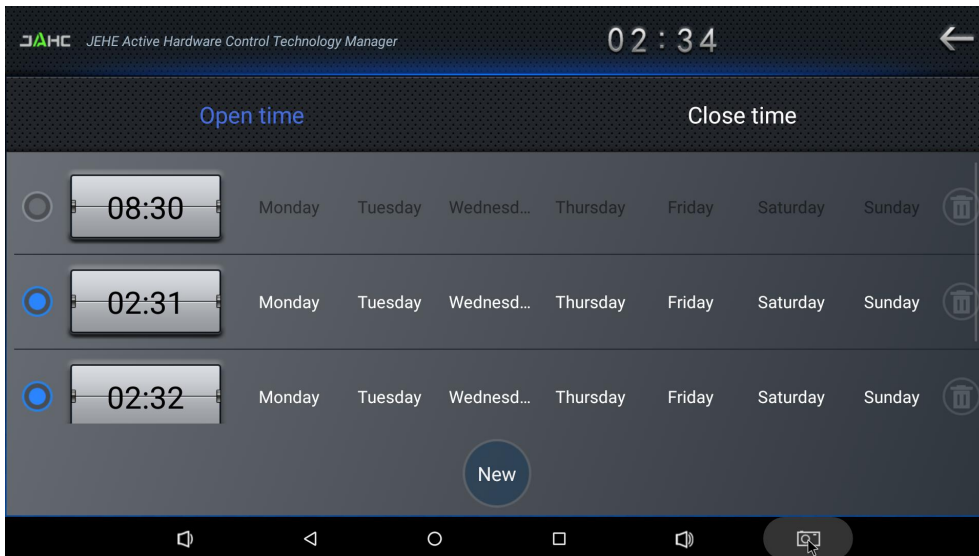 JAHC JEHE Active Hardware Control Technology Manager 02:34
Open time Close time
08:30 Monday Tuesday Wednesd... Thursday Friday Saturday Sunday
02:31 Monday Tuesday Wednesd... Thursday Friday Saturday Sunday
02:32 Monday Tuesday Wednesd... Thursday Friday Saturday Sunday
New